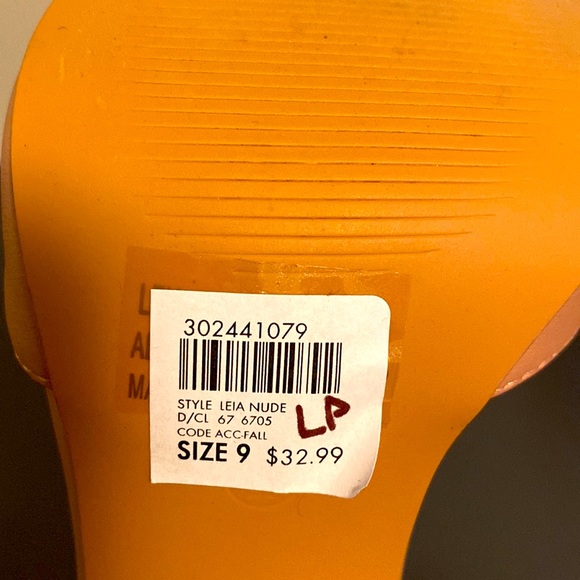 302441079
STYLE LEIA NUDE
D/CL 67 6705
CODE ACC-FALL
LP
SIZE 9 $32.99